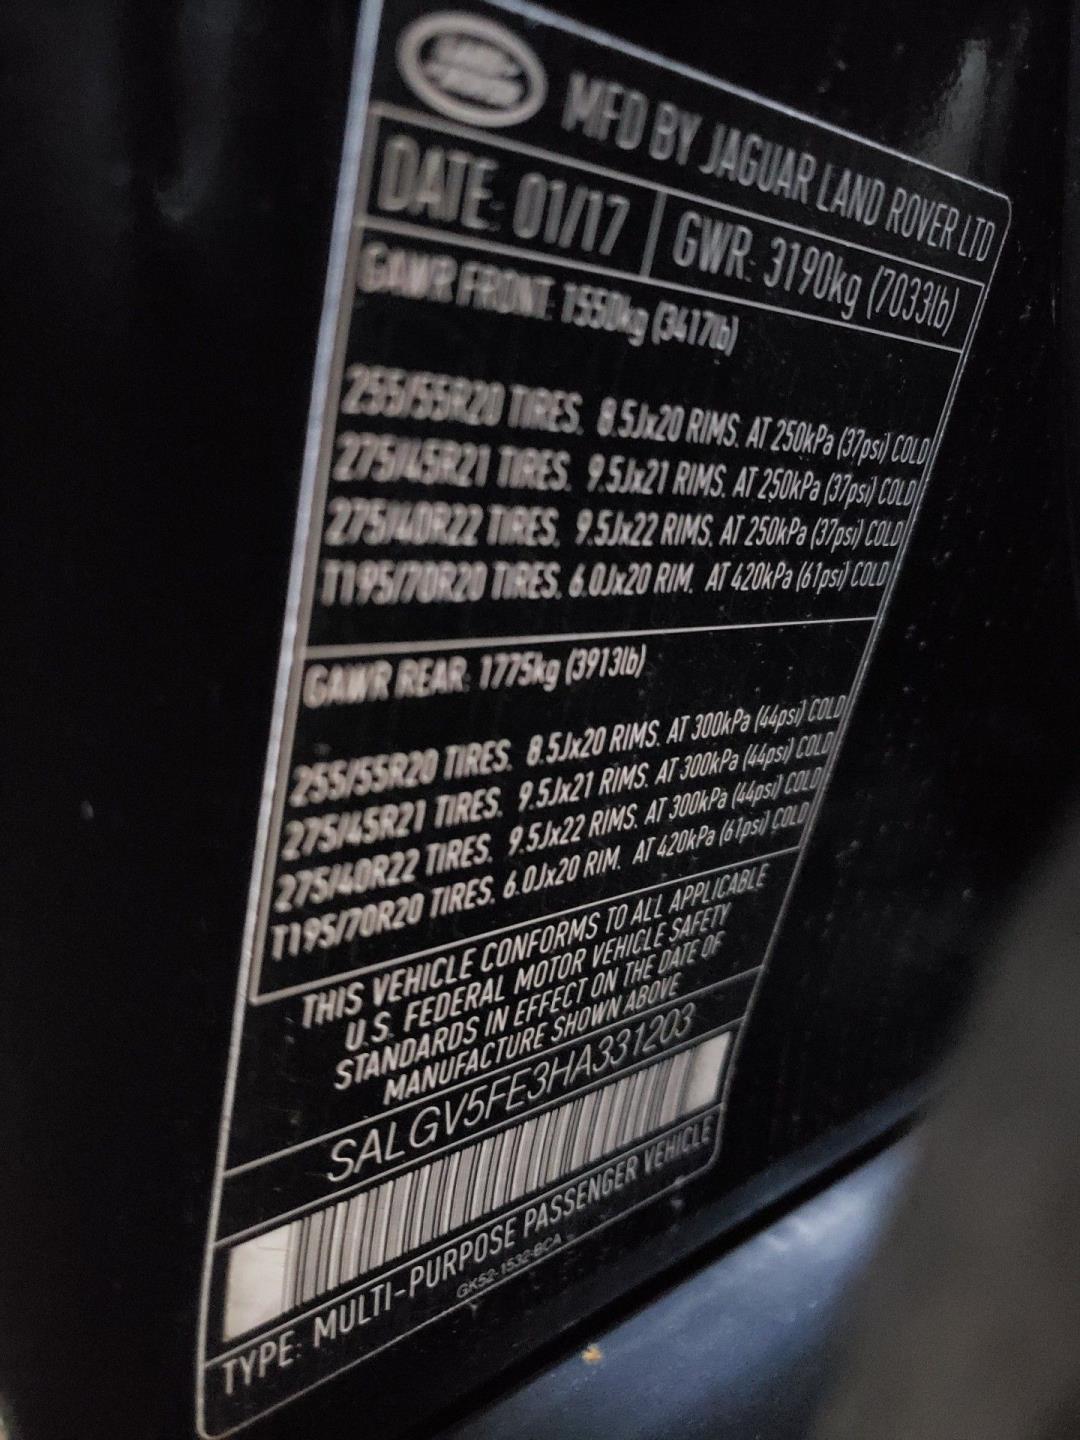 LAND ROVER
MFD BY JAGUAR LAND ROVER LTD
DATE: 01/17 GWR: 3190kg (7033lb)
GAWR FRONT: 1550kg (3417lb)
255/55R20 TIRES, 8.5Jx20 RIMS, AT 250kPa (37psi) COLD
275/45R21 TIRES, 9.5Jx21 RIMS, AT 250kPa (37psi) COLD
275/40R22 TIRES, 9.5Jx22 RIMS, AT 250kPa (37psi) COLD
T195/70R20 TIRES, 6.0Jx20 RIM, AT 420kPa (61psi) COLD
GAWR REAR: 1775kg (3913lb)
255/55R20 TIRES, 8.5Jx20 RIMS, AT 300kPa (44psi) COLD
275/45R21 TIRES, 9.5Jx21 RIMS, AT 300kPa (44psi) COLD
275/40R22 TIRES, 9.5Jx22 RIMS, AT 300kPa (44psi) COLD
T195/70R20 TIRES, 6.0Jx20 RIM, AT 420kPa (61psi) COLD
THIS VEHICLE CONFORMS TO ALL APPLICABLE
U.S. FEDERAL MOTOR VEHICLE SAFETY
STANDARDS IN EFFECT ON THE DATE OF
MANUFACTURE SHOWN ABOVE
SALGV5FE3HA331203
TYPE: MULTI-PURPOSE PASSENGER VEHICLE
GK52-1532-BCA